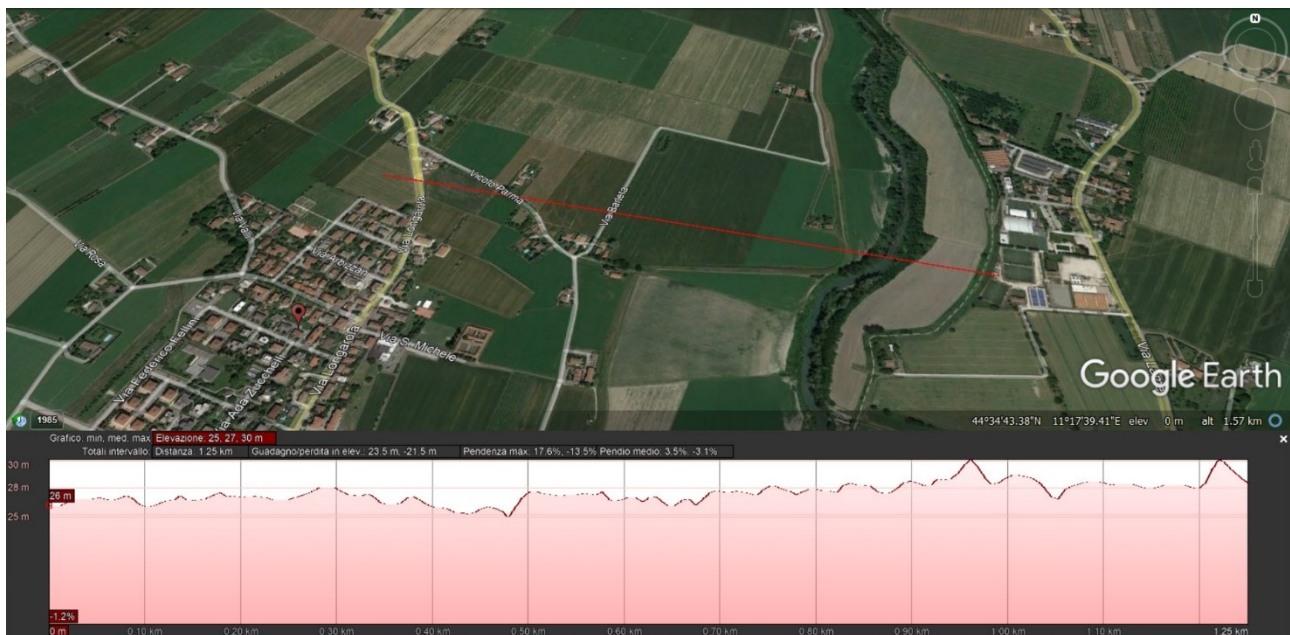 N
Via Rosa
Via Valli
Via Arbizzani
Via Longarola
Vicolo Parma
Via Barleta
Via Federico Fellini
Via Ada Zucchelli
Via Longarola
Via S. Michele
Google Earth
1985
44°34'43.38"N 11°17'39.41"E elev 0 m alt 1.57 km
Grafico: min, med, max Elevazione: 25, 27, 30 m
Totali intervallo: Distanza: 1.25 km Guadagno/perdita in elev.: 23.5 m, -21.5 m Pendenza max: 17.6%, -13.5% Pendio medio: 3.5%, -3.1%
30 m
28 m
26 m
25 m
-1.2%
0 m 0.10 km 0.20 km 0.30 km 0.40 km 0.50 km 0.60 km 0.70 km 0.80 km 0.90 km 1.00 km 1.10 km 1.25 km